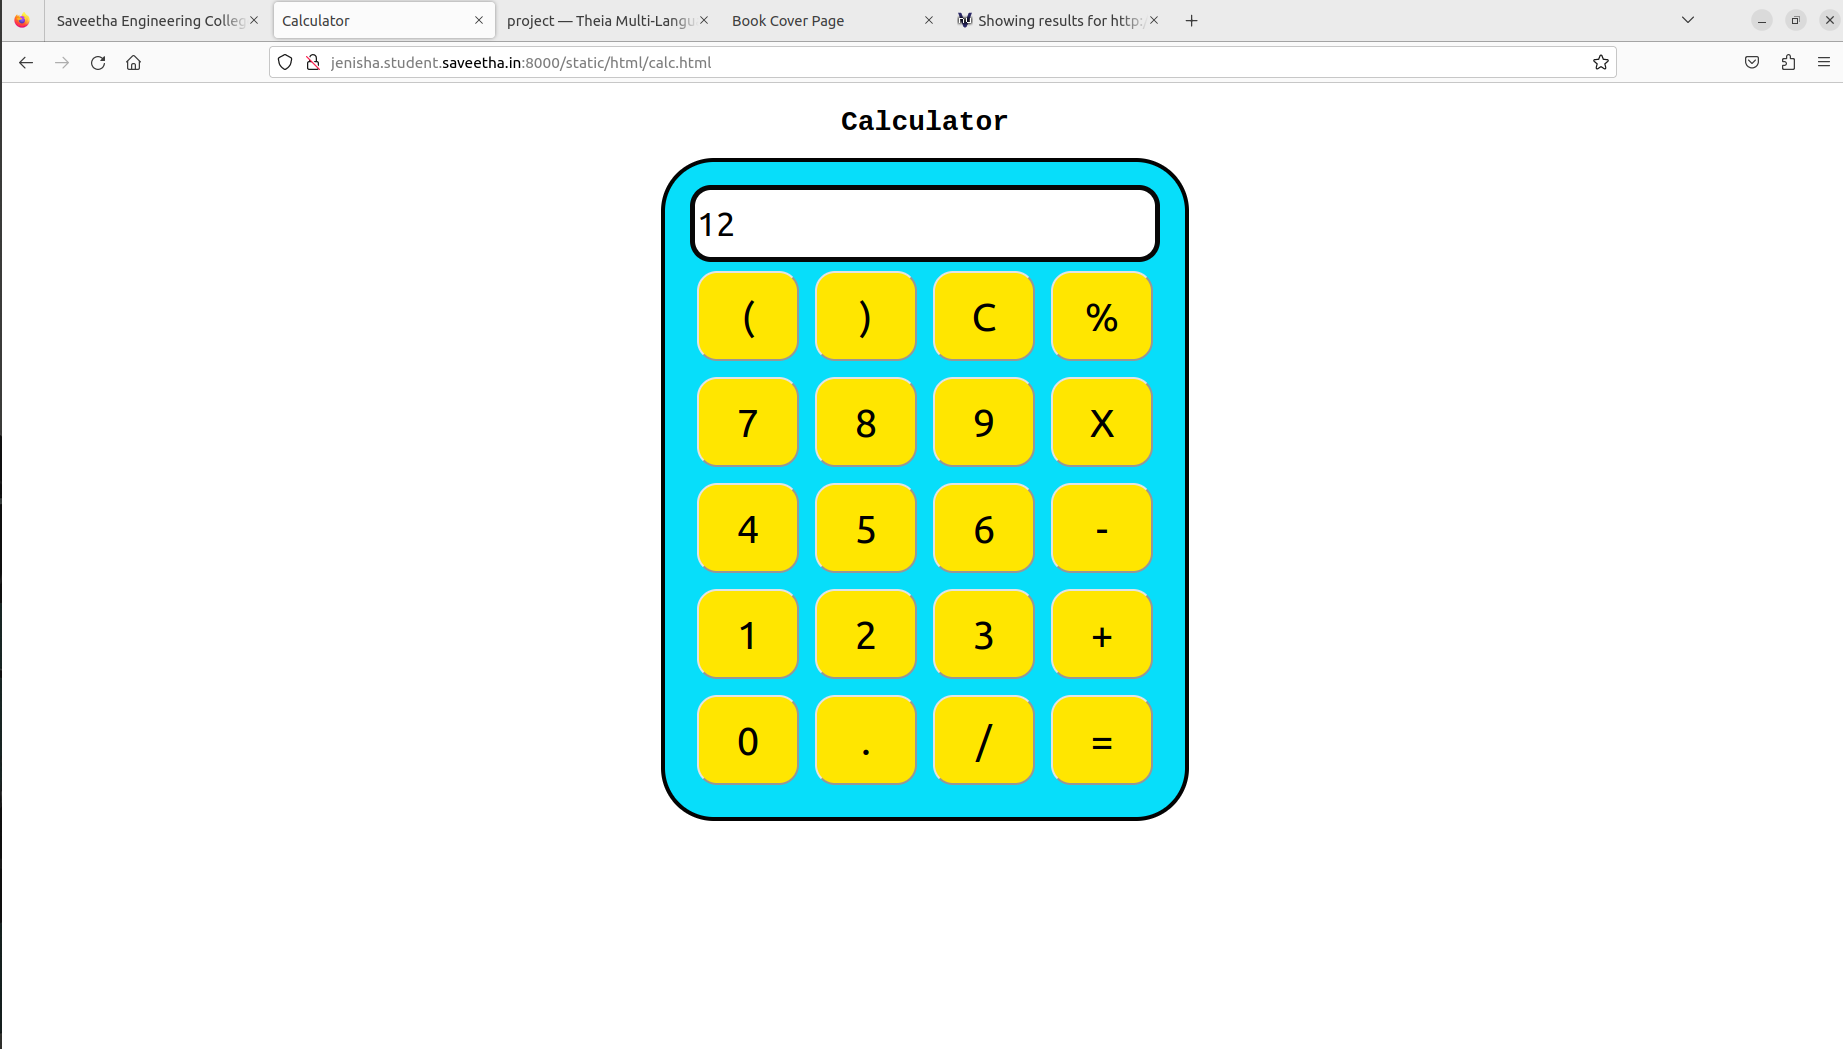 Saveetha Engineering Colleg
Calculator
project — Theia Multi-Langu
Book Cover Page
Showing results for http:
jenisha.student.saveetha.in:8000/static/html/calc.html
Calculator
12
( ) C %
7 8 9 X
4 5 6 -
1 2 3 +
0 . / =